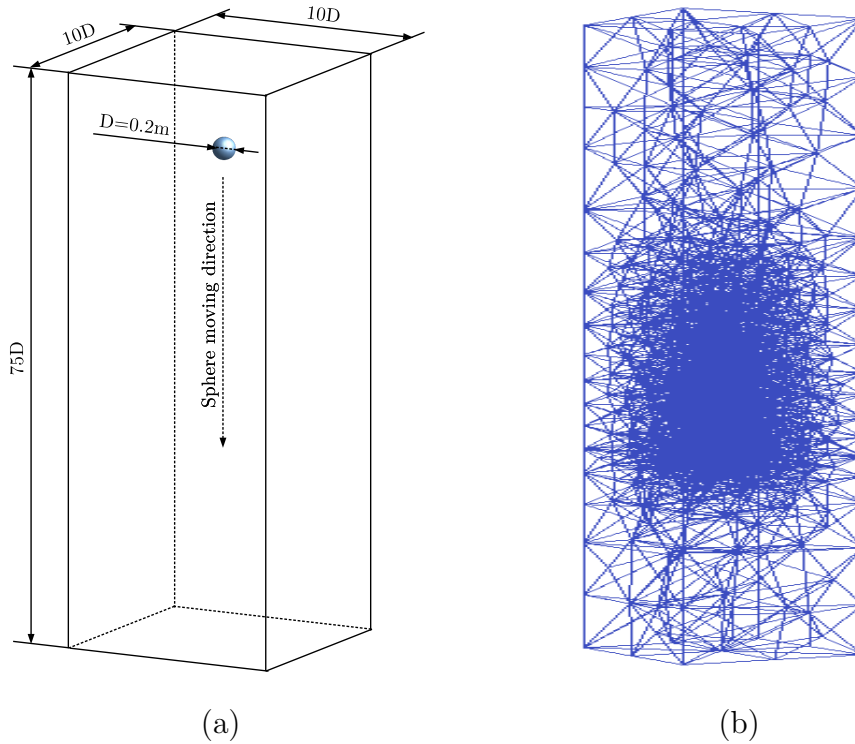 10D
10D
D=0.2m
Sphere moving direction
75D
(a)
(b)